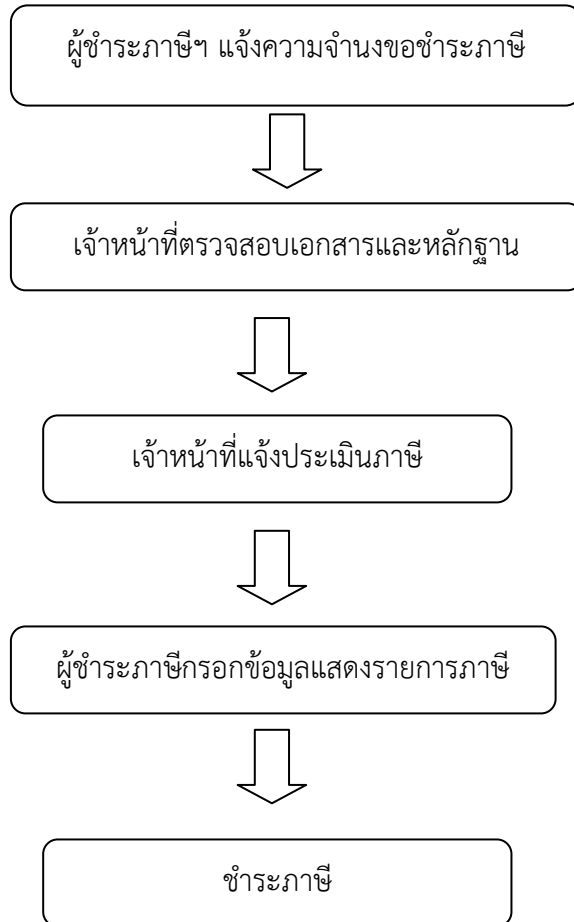 ผู้ชำระภาษีฯ แจ้งความจำนงขอชำระภาษี
เจ้าหน้าที่ตรวจสอบเอกสารและหลักฐาน
เจ้าหน้าที่แจ้งประเมินภาษี
ผู้ชำระภาษีกรอกข้อมูลแสดงรายการภาษี
ชำระภาษี